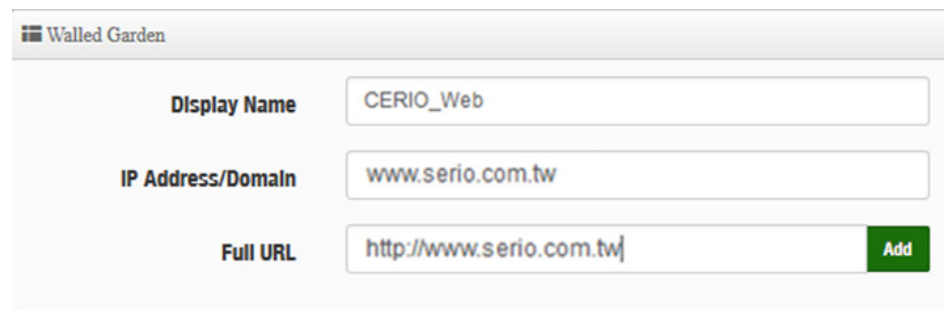 Walled Garden
Display Name
CERIO_Web
IP Address/Domain
www.serio.com.tw
Full URL
http://www.serio.com.tw
Add